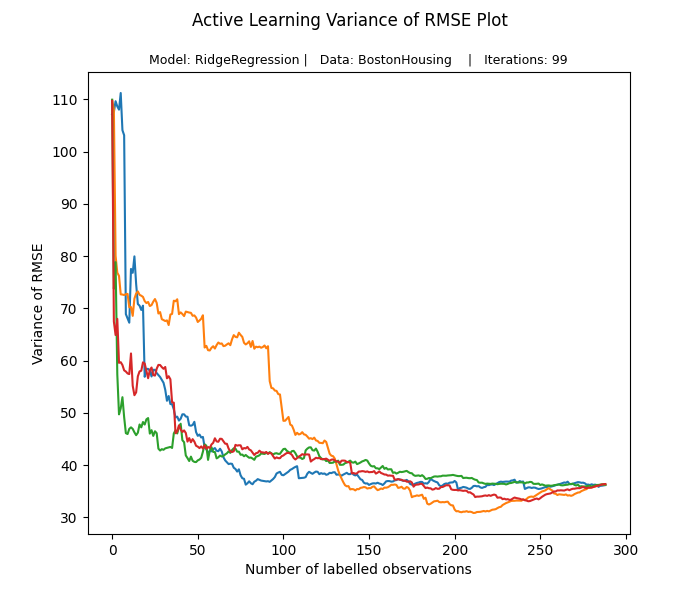 Active Learning Variance of RMSE Plot
Model: RidgeRegression |   Data: BostonHousing    |   Iterations: 99
110
100
90
80
70
60
50
40
30
Variance of RMSE
0 50 100 150 200 250 300
Number of labelled observations